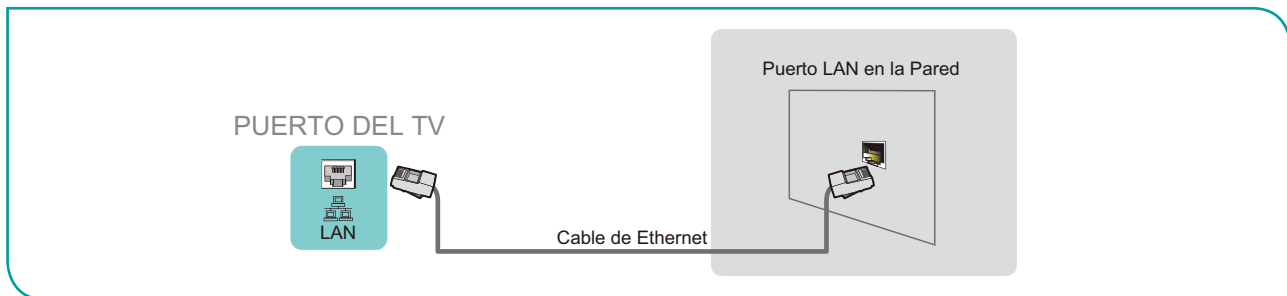 Puerto LAN en la Pared
PUERTO DEL TV
LAN
Cable de Ethernet